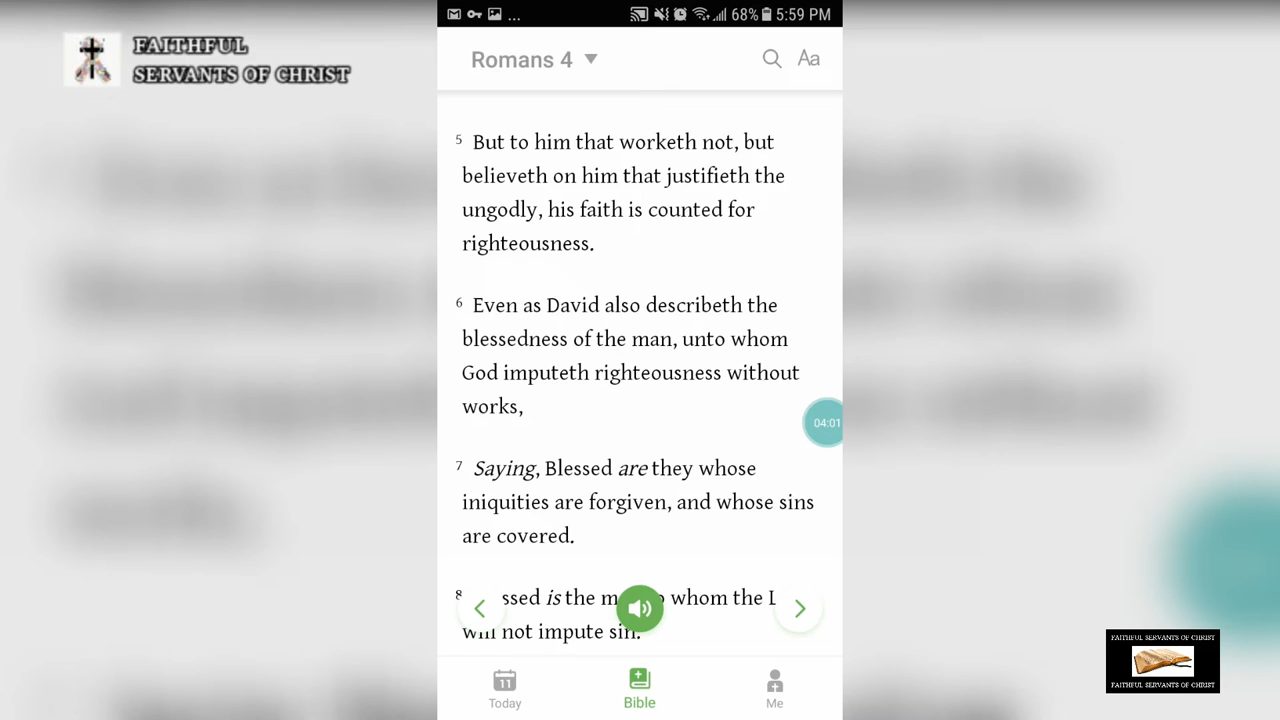 FAITHFUL
SERVANTS OF CHRIST
... 68% 5:59 PM
Romans 4
Aa
5 But to him that worketh not, but
believeth on him that justifieth the
ungodly, his faith is counted for
righteousness.
6 Even as David also describeth the
blessedness of the man, unto whom
God imputeth righteousness without
works,
04:01
7 Saying, Blessed are they whose
iniquities are forgiven, and whose sins
are covered.
8 is the whom the
will not impute sin.
11
Today
Bible
Me
FAITHFUL SERVANTS OF CHRIST
FAITHFUL SERVANTS OF CHRIST